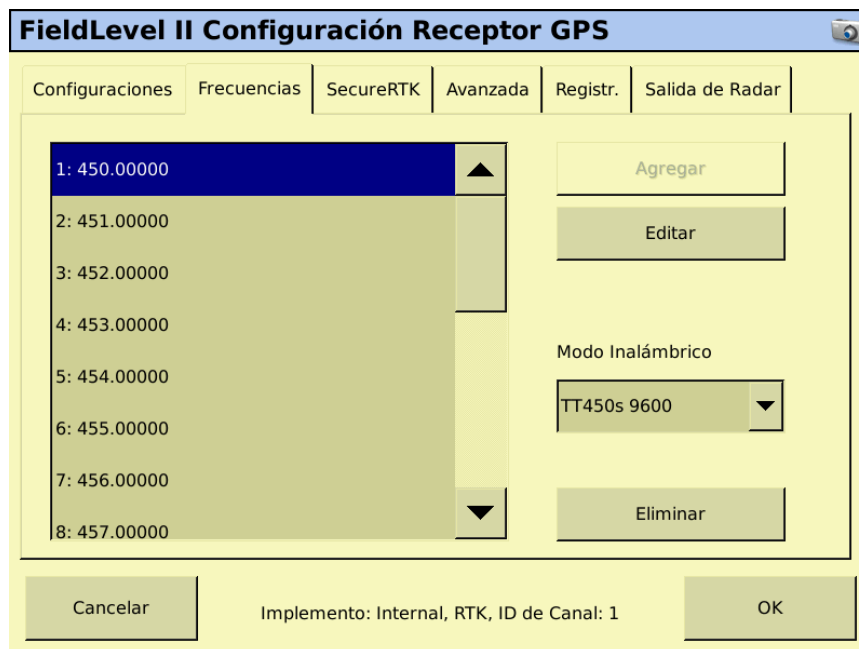 FieldLevel II Configuración Receptor GPS
Configuraciones
Frecuencias
SecureRTK
Avanzada
Registr.
Salida de Radar
1: 450.00000
2: 451.00000
3: 452.00000
4: 453.00000
5: 454.00000
6: 455.00000
7: 456.00000
8: 457.00000
Agregar
Editar
Modo Inalámbrico
TT450s 9600
Eliminar
Cancelar
Implemento: Internal, RTK, ID de Canal: 1
OK